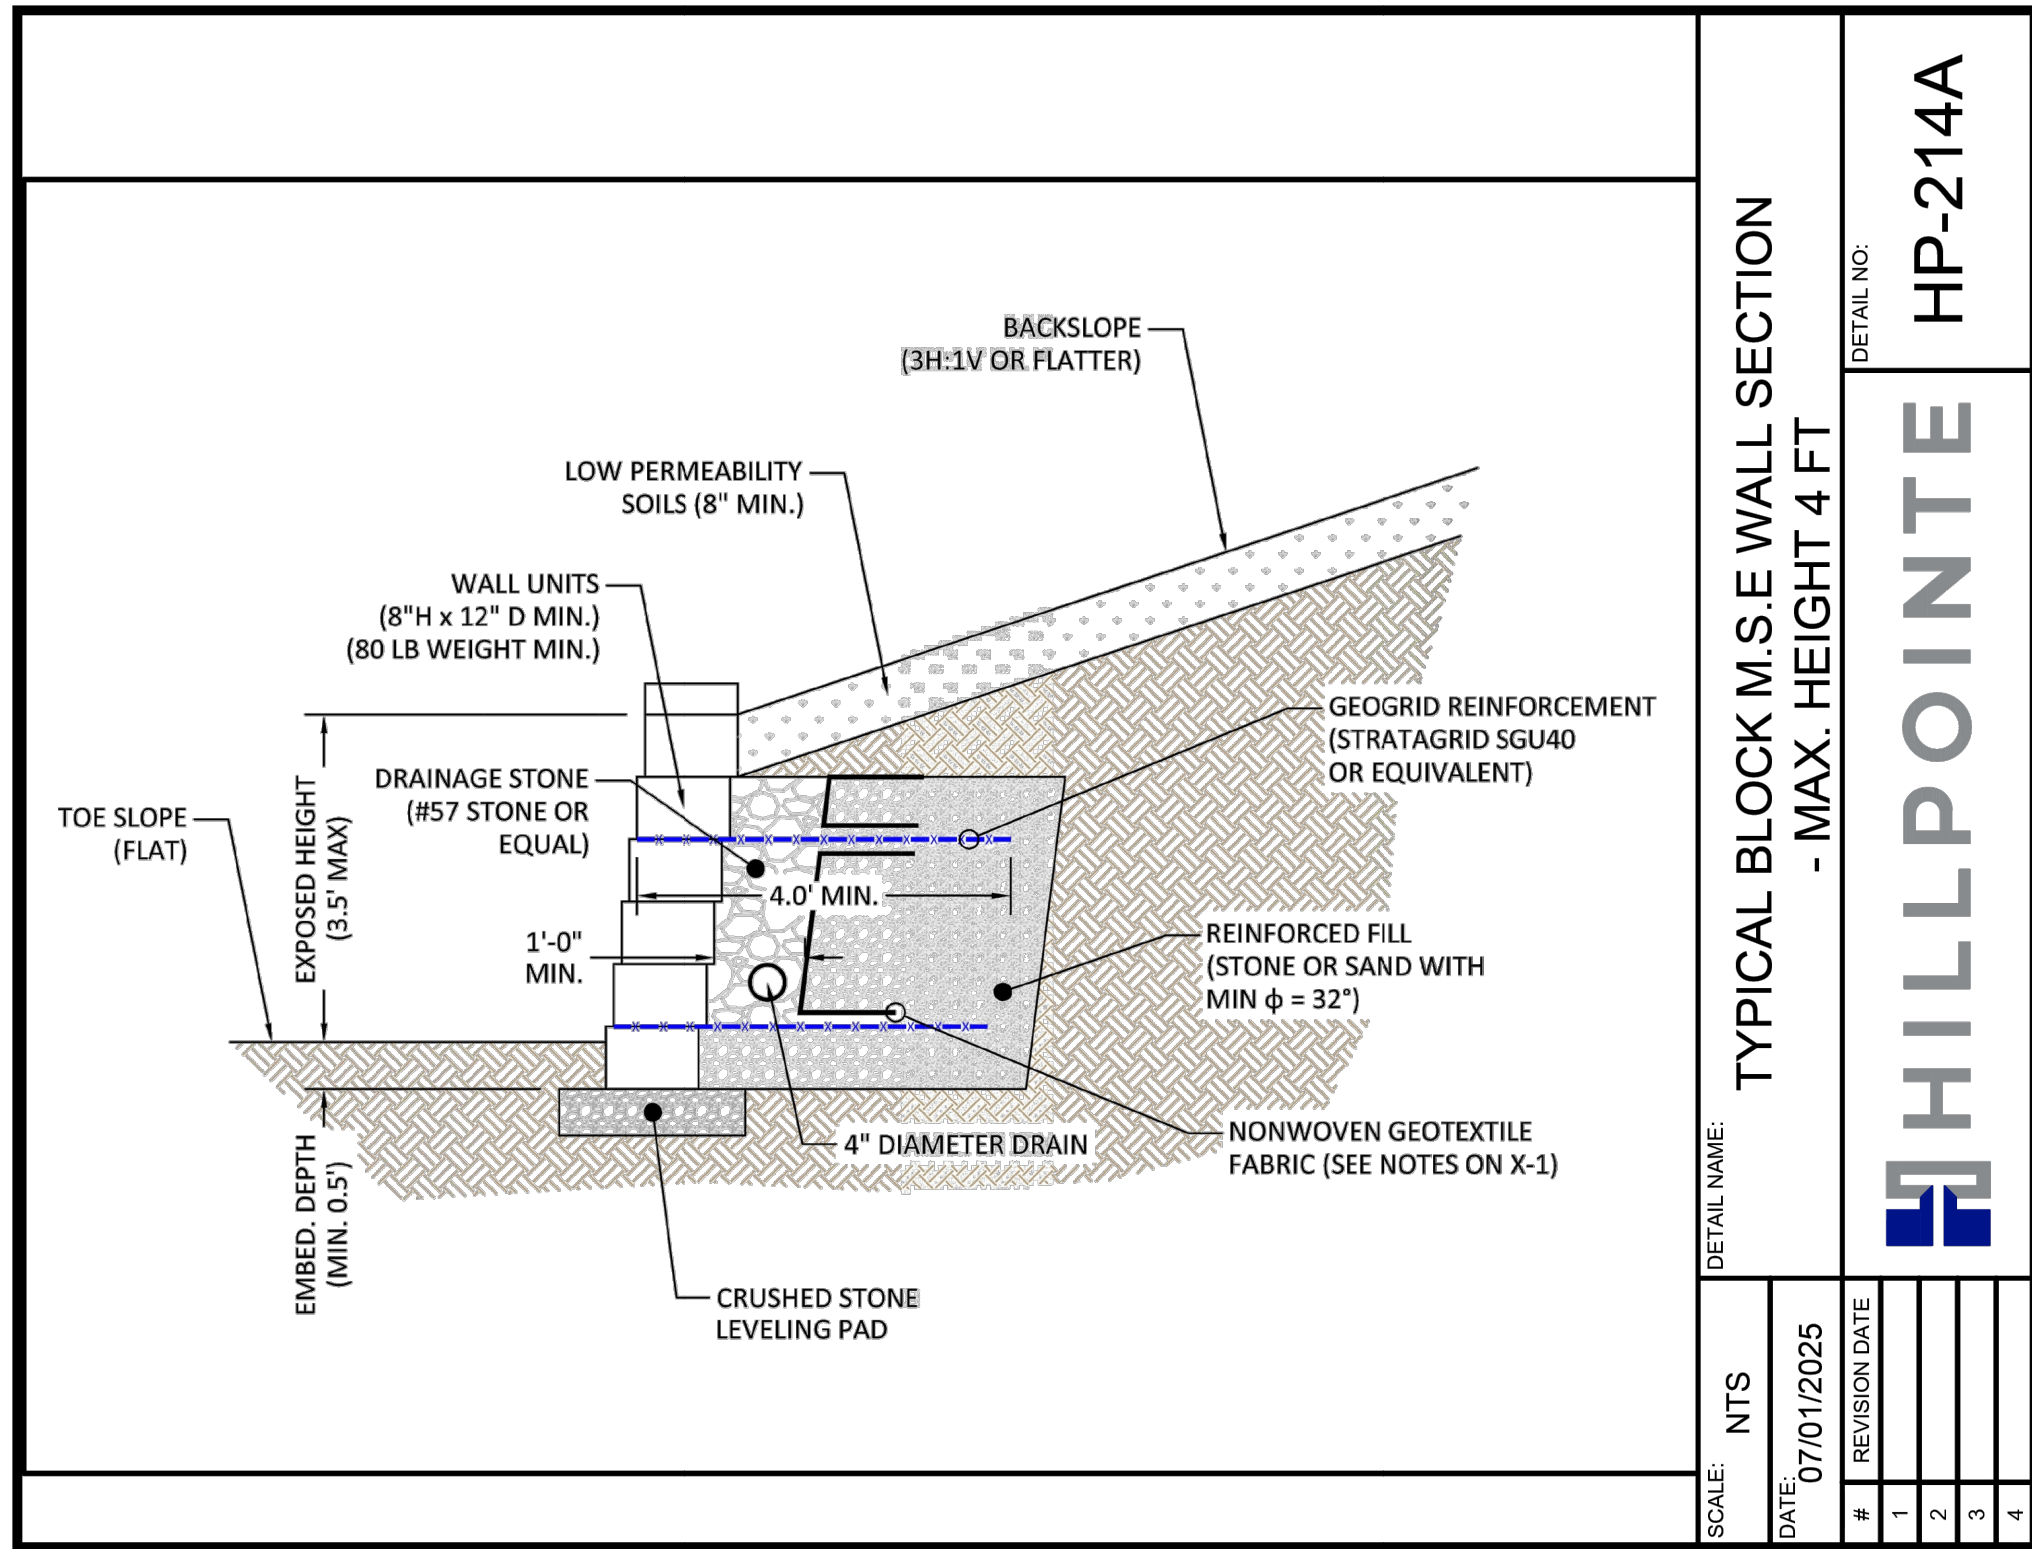 BACKSLOPE
(3H:1V OR FLATTER)
LOW PERMEABILITY
SOILS (8" MIN.)
WALL UNITS
(8"H x 12" D MIN.)
(80 LB WEIGHT MIN.)
GEOGRID REINFORCEMENT
(STRATAGRID SGU40
OR EQUIVALENT)
DRAINAGE STONE
(#57 STONE OR
EQUAL)
TOE SLOPE
(FLAT)
EXPOSED HEIGHT
(3.5' MAX)
4.0' MIN.
1'-0"
MIN.
REINFORCED FILL
(STONE OR SAND WITH
MIN ϕ = 32°)
4" DIAMETER DRAIN
NONWOVEN GEOTEXTILE
FABRIC (SEE NOTES ON X-1)
EMBED. DEPTH
(MIN. 0.5')
CRUSHED STONE
LEVELING PAD
SCALE:
NTS
DATE:
07/01/2025
DETAIL NAME:
TYPICAL BLOCK M.S.E WALL SECTION
- MAX. HEIGHT 4 FT
# REVISION DATE
1
2
3
4
HILLPOINTE
DETAIL NO:
HP-214A